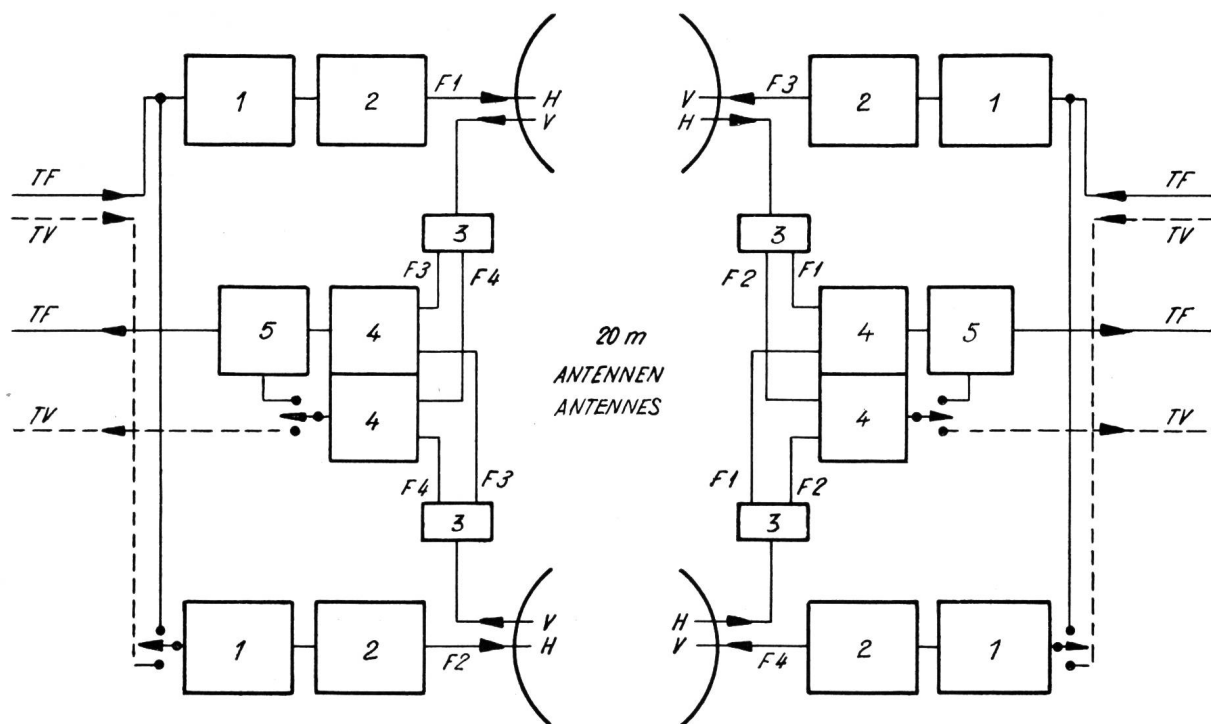 1 2 F1 H F3 2 1
V
V H
TF TF
TV TV
3 3
F3 F4 F2 F1
TF 5 4 4 5 TF
20 m
ANTENNEN
ANTENNES
TV 4 4 TV
F4 F3 F1 F2
3 3
V H
1 2 F2 H V F4 2 1